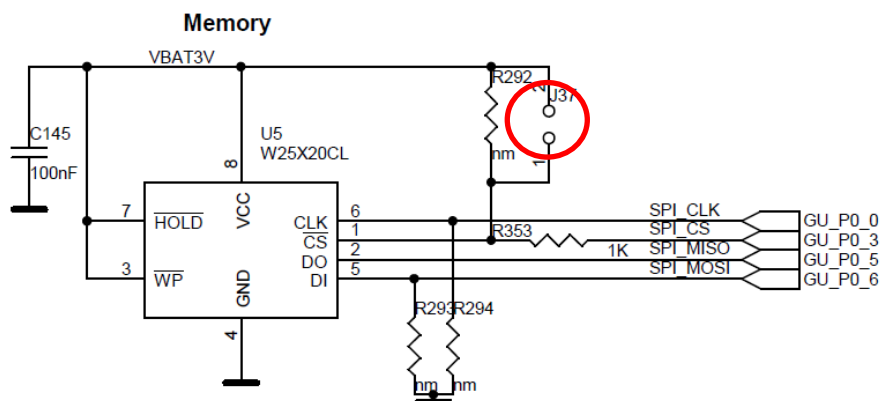 Memory
VBAT3V
R292
2
J37
C145
100nF
U5
W25X20CL
8
nm
1
7
HOLD
VCC
CLK
6
SPI_CLK
GU_P0_0
CS
1
R353
SPI_CS
GU_P0_3
DO
2
1K
SPI_MISO
GU_P0_5
3
WP
DI
5
SPI_MOSI
GU_P0_6
GND
4
R293
R294
nm
nm